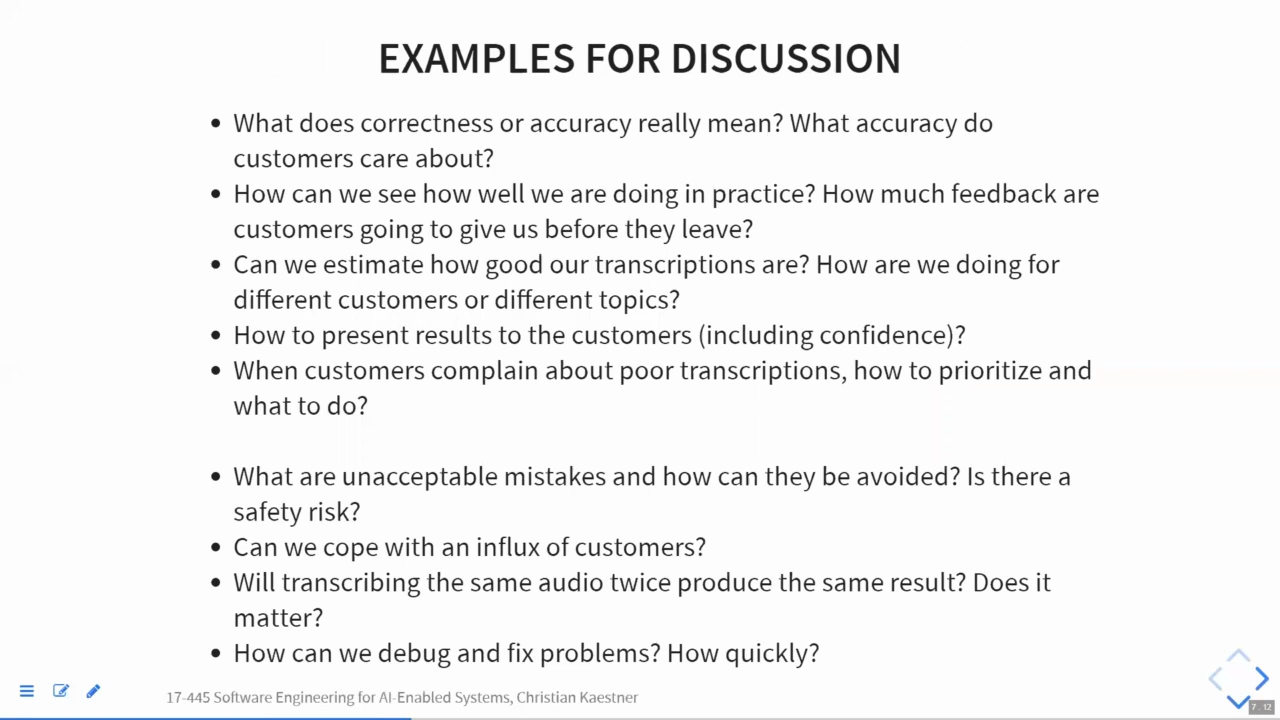 EXAMPLES FOR DISCUSSION
• What does correctness or accuracy really mean? What accuracy do
customers care about?
• How can we see how well we are doing in practice? How much feedback are
customers going to give us before they leave?
• Can we estimate how good our transcriptions are? How are we doing for
different customers or different topics?
• How to present results to the customers (including confidence)?
• When customers complain about poor transcriptions, how to prioritize and
what to do?
• What are unacceptable mistakes and how can they be avoided? Is there a
safety risk?
• Can we cope with an influx of customers?
• Will transcribing the same audio twice produce the same result? Does it
matter?
• How can we debug and fix problems? How quickly?
17-445 Software Engineering for AI-Enabled Systems, Christian Kaestner
7 . 12